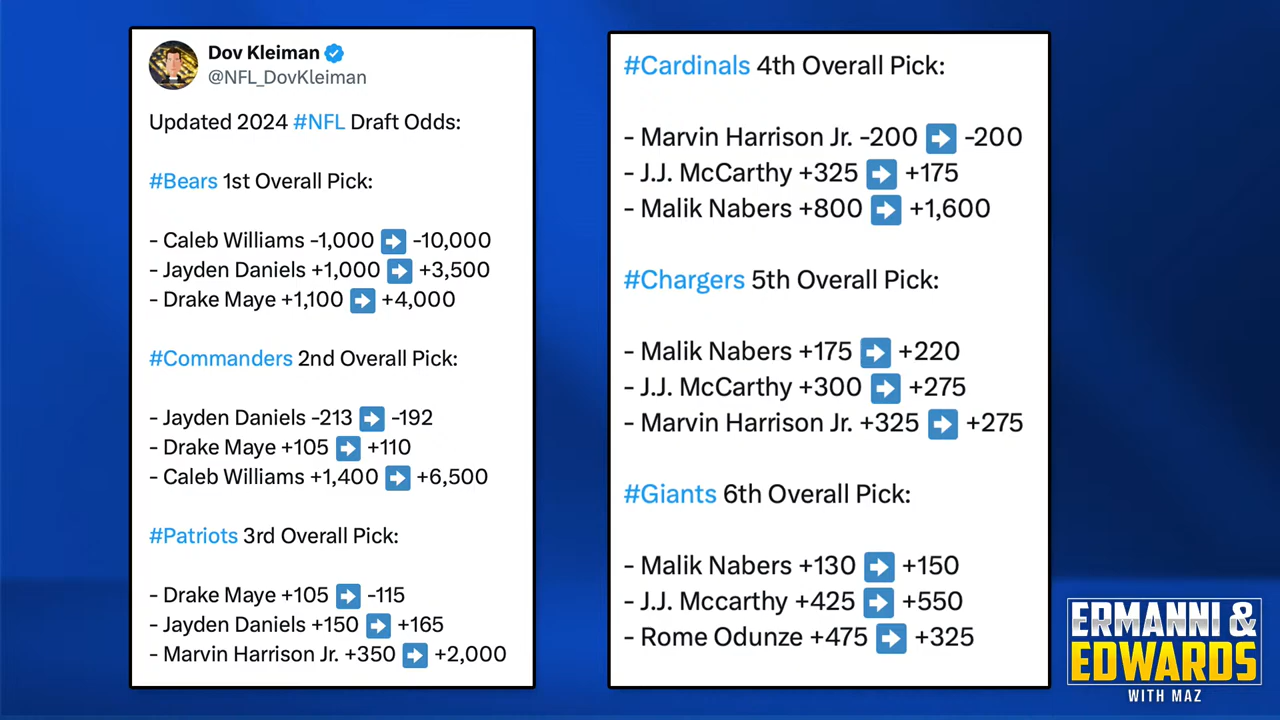 Dov Kleiman
@NFL_DovKleiman
Updated 2024 #NFL Draft Odds:
#Bears 1st Overall Pick:
- Caleb Williams -1,000 ➡ -10,000
- Jayden Daniels +1,000 ➡ +3,500
- Drake Maye +1,100 ➡ +4,000
#Commanders 2nd Overall Pick:
- Jayden Daniels -213 ➡ -192
- Drake Maye +105 ➡ +110
- Caleb Williams +1,400 ➡ +6,500
#Patriots 3rd Overall Pick:
- Drake Maye +105 ➡ -115
- Jayden Daniels +150 ➡ +165
- Marvin Harrison Jr. +350 ➡ +2,000
#Cardinals 4th Overall Pick:
- Marvin Harrison Jr. -200 ➡ -200
- J.J. McCarthy +325 ➡ +175
- Malik Nabers +800 ➡ +1,600
#Chargers 5th Overall Pick:
- Malik Nabers +175 ➡ +220
- J.J. McCarthy +300 ➡ +275
- Marvin Harrison Jr. +325 ➡ +275
#Giants 6th Overall Pick:
- Malik Nabers +130 ➡ +150
- J.J. Mccarthy +425 ➡ +550
- Rome Odunze +475 ➡ +325
ERMANNI &
EDWARDS
WITH MAZ